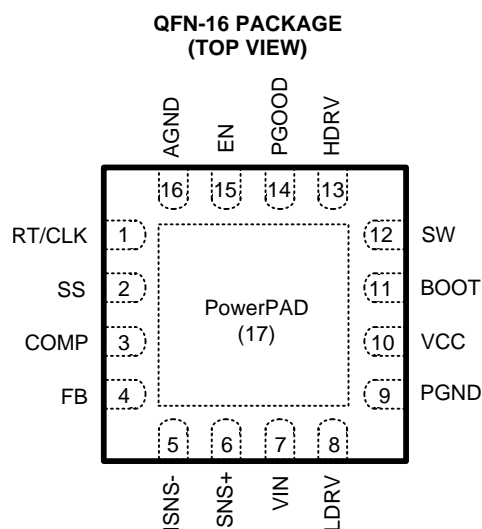 QFN-16 PACKAGE
(TOP VIEW)
AGND
EN
PGOOD
HDRV
16 15 14 13
RT/CLK 1
12 SW
SS 2
11 BOOT
PowerPAD
(17)
COMP 3
10 VCC
FB 4
9 PGND
5 6 7 8
ISNS-
SNS+
VIN
LDRV